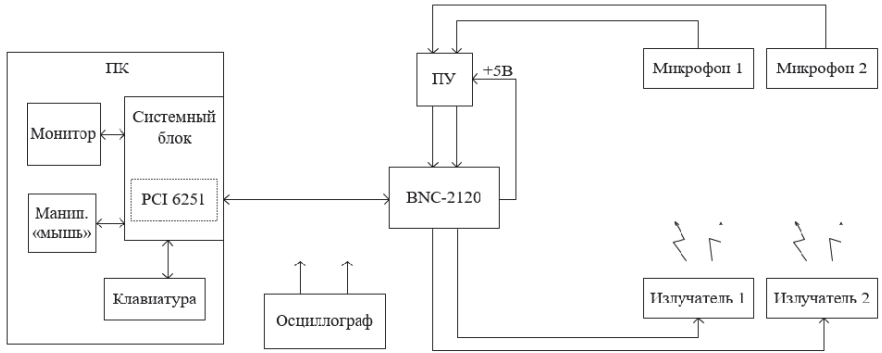 ПК
Монитор
Системный
блок
PCI 6251
Манип.
«мышь»
Клавиатура
Осциллограф
ПУ
+5В
BNC-2120
Микрофон 1
Микрофон 2
Излучатель 1
Излучатель 2